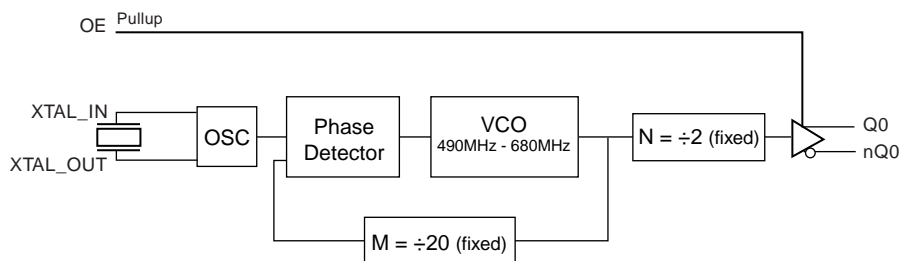 OE Pullup
XTAL_IN
XTAL_OUT
OSC
Phase
Detector
VCO
490MHz - 680MHz
N = ÷2 (fixed)
Q0
nQ0
M = ÷20 (fixed)